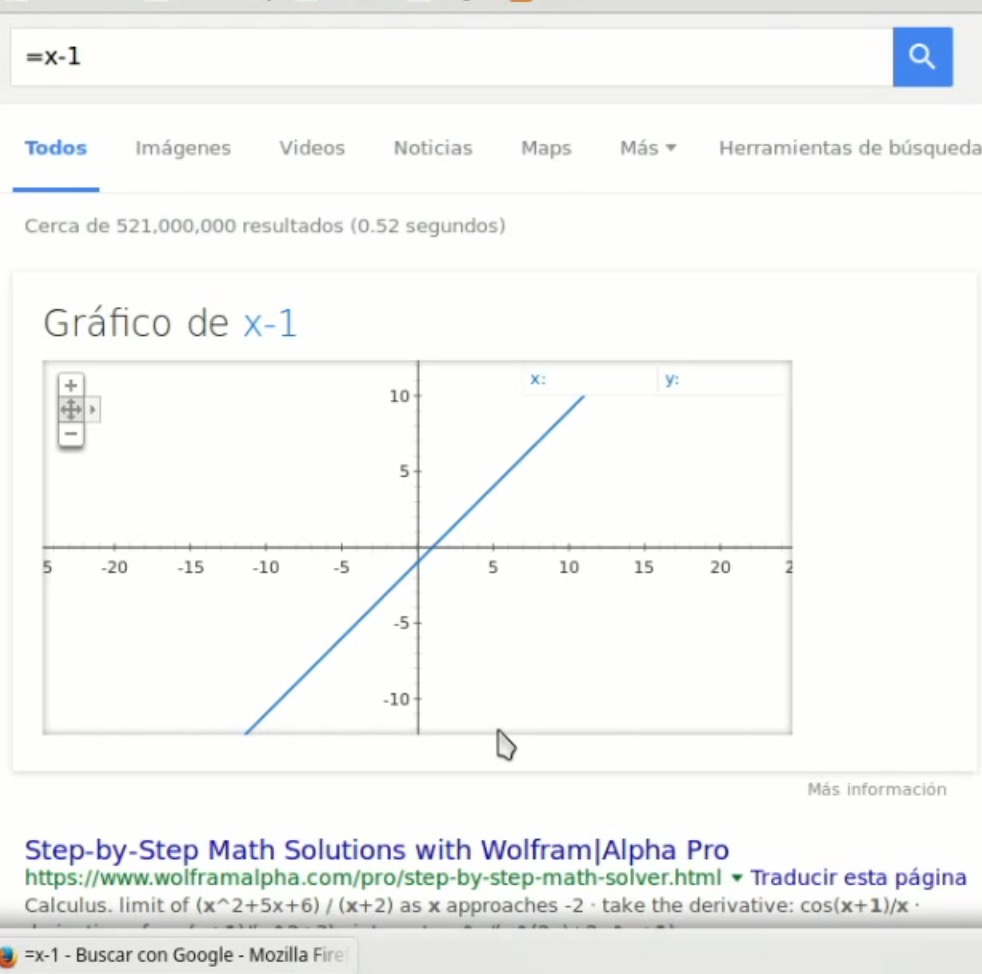 =x-1
Todos Imágenes Videos Noticias Maps Más Herramientas de búsqueda
Cerca de 521,000,000 resultados (0.52 segundos)
Gráfico de x-1
+
−
x: y:
10
5
5 -20 -15 -10 -5 5 10 15 20 2
-5
-10
Más información
Step-by-Step Math Solutions with Wolfram|Alpha Pro
https://www.wolframalpha.com/pro/step-by-step-math-solver.html Traducir esta página
Calculus. limit of (x^2+5x+6) / (x+2) as x approaches -2 · take the derivative: cos(x+1)/x ·
=x-1 - Buscar con Google - Mozilla Firef